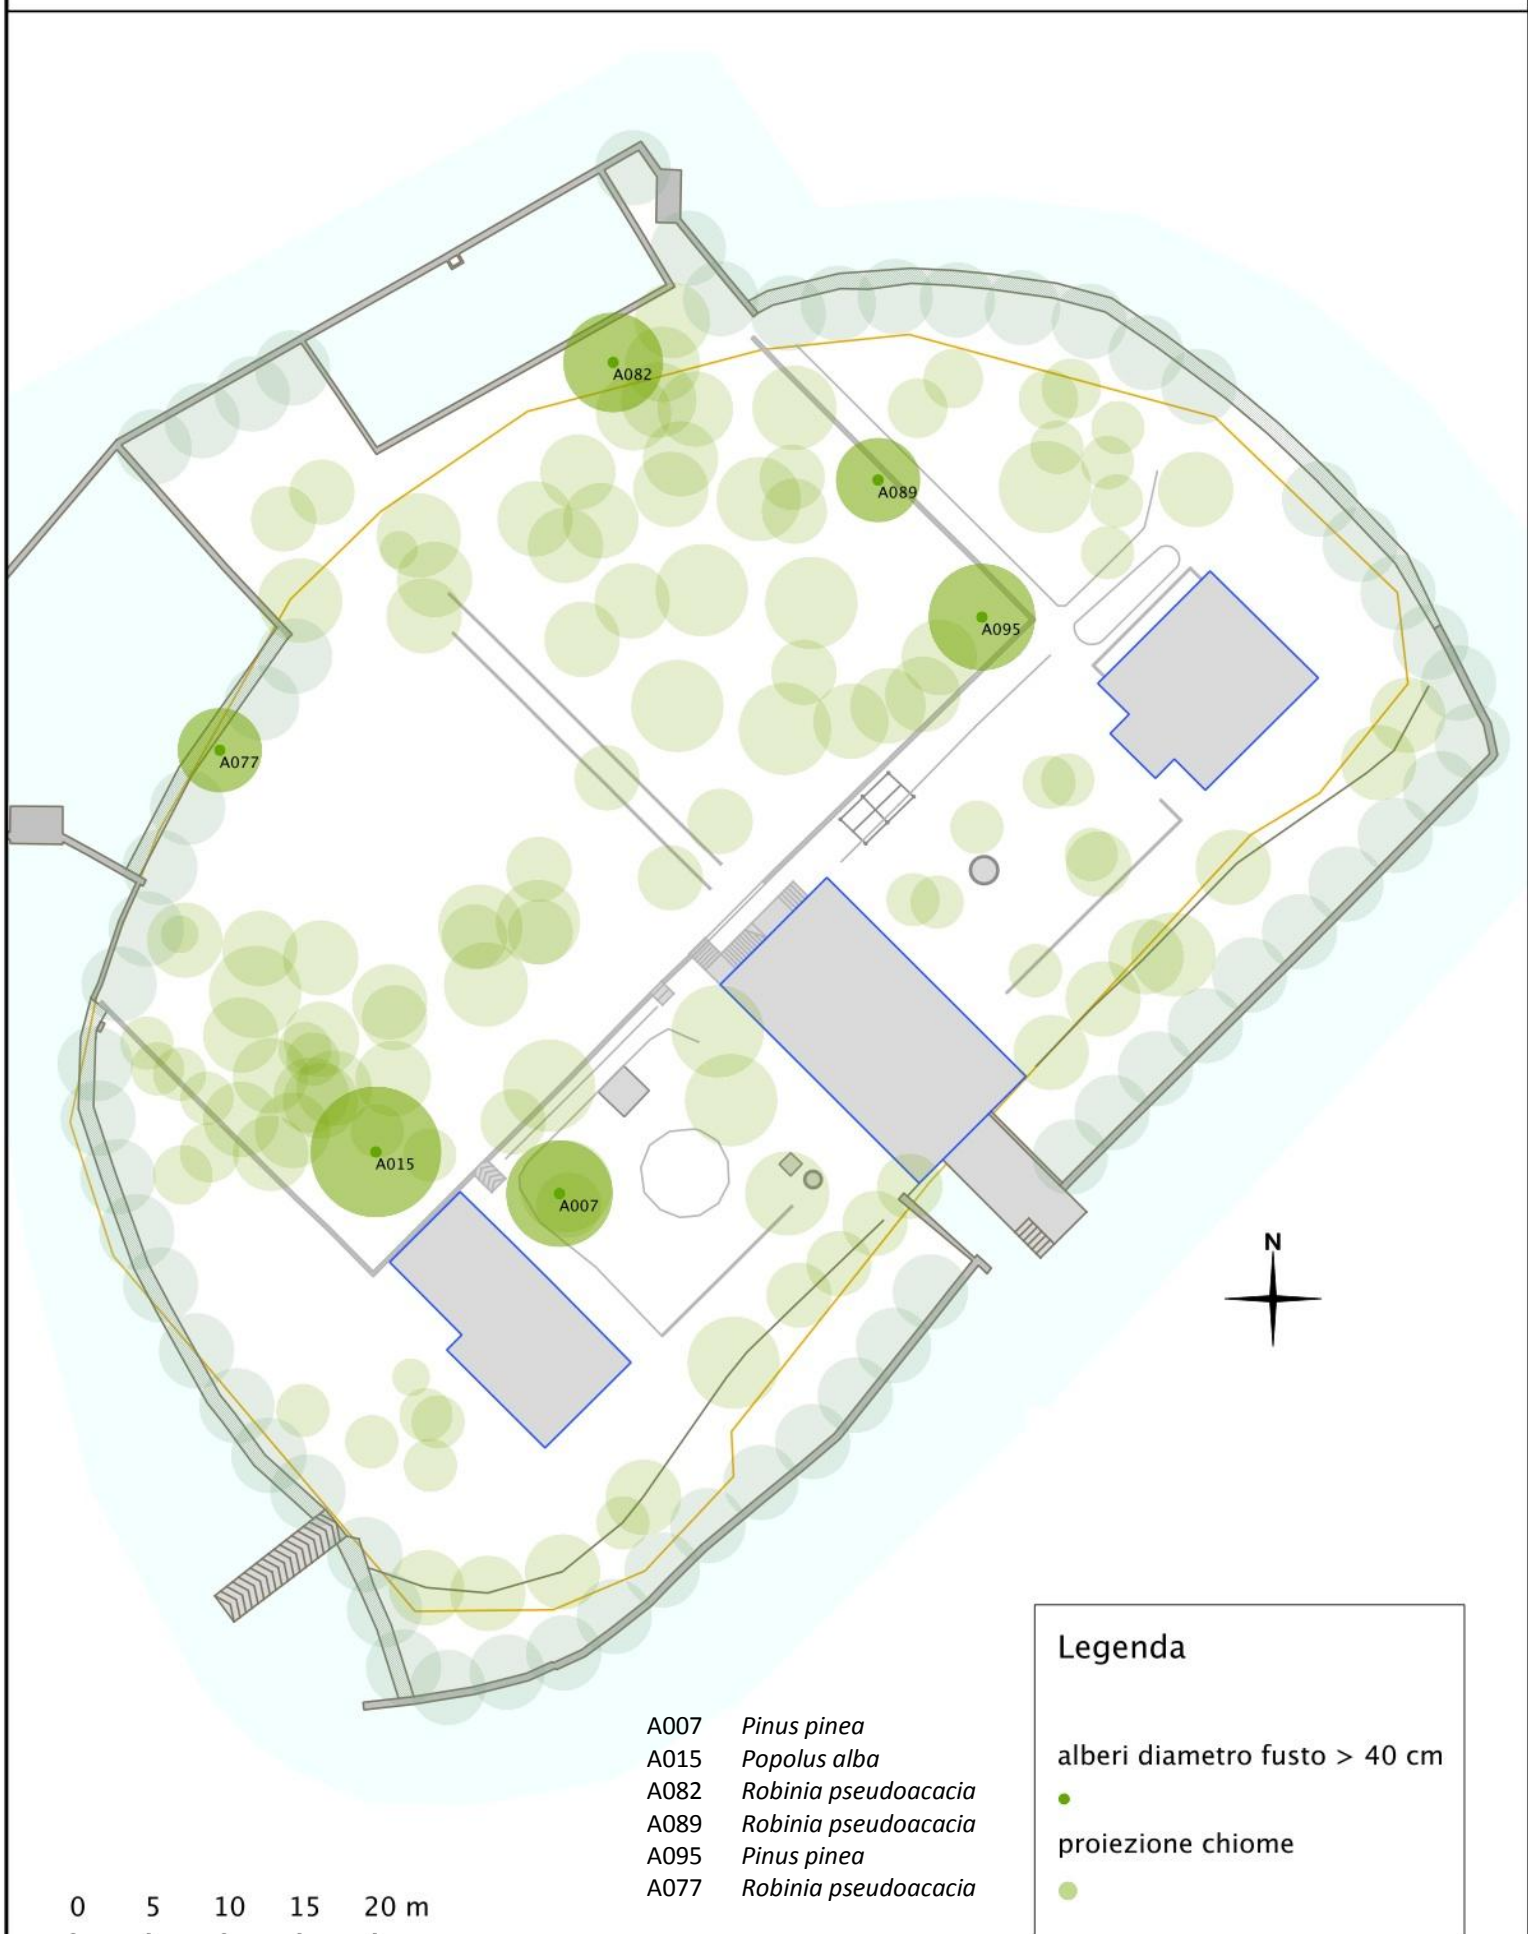 A082
A089
A095
A077
A015
A007
N
A007 Pinus pinea
A015 Popolus alba
A082 Robinia pseudoacacia
A089 Robinia pseudoacacia
A095 Pinus pinea
A077 Robinia pseudoacacia
Legenda
alberi diametro fusto > 40 cm
proiezione chiome
0 5 10 15 20 m